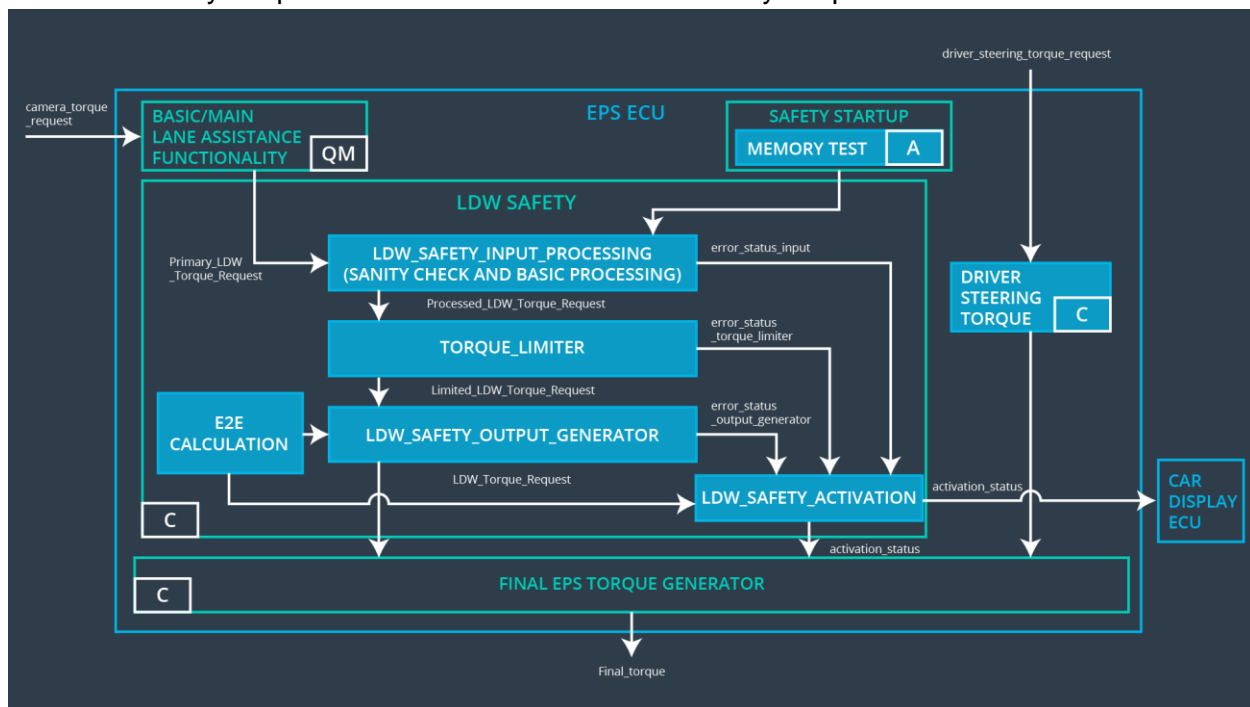 driver_steering_torque_request
camera_torque
_request
EPS ECU
BASIC/MAIN
LANE ASSISTANCE
FUNCTIONALITY
QM
SAFETY STARTUP
MEMORY TEST
A
LDW SAFETY
Primary_LDW
_Torque_Request
LDW_SAFETY_INPUT_PROCESSING
(SANITY CHECK AND BASIC PROCESSING)
error_status_input
DRIVER
STEERING
TORQUE
C
Processed_LDW_Torque_Request
TORQUE_LIMITER
error_status
_torque_limiter
Limited_LDW_Torque_Request
E2E
CALCULATION
LDW_SAFETY_OUTPUT_GENERATOR
error_status
_output_generator
LDW_Torque_Request
LDW_SAFETY_ACTIVATION
activation_status
CAR
DISPLAY
ECU
C
activation_status
C
FINAL EPS TORQUE GENERATOR
Final_torque